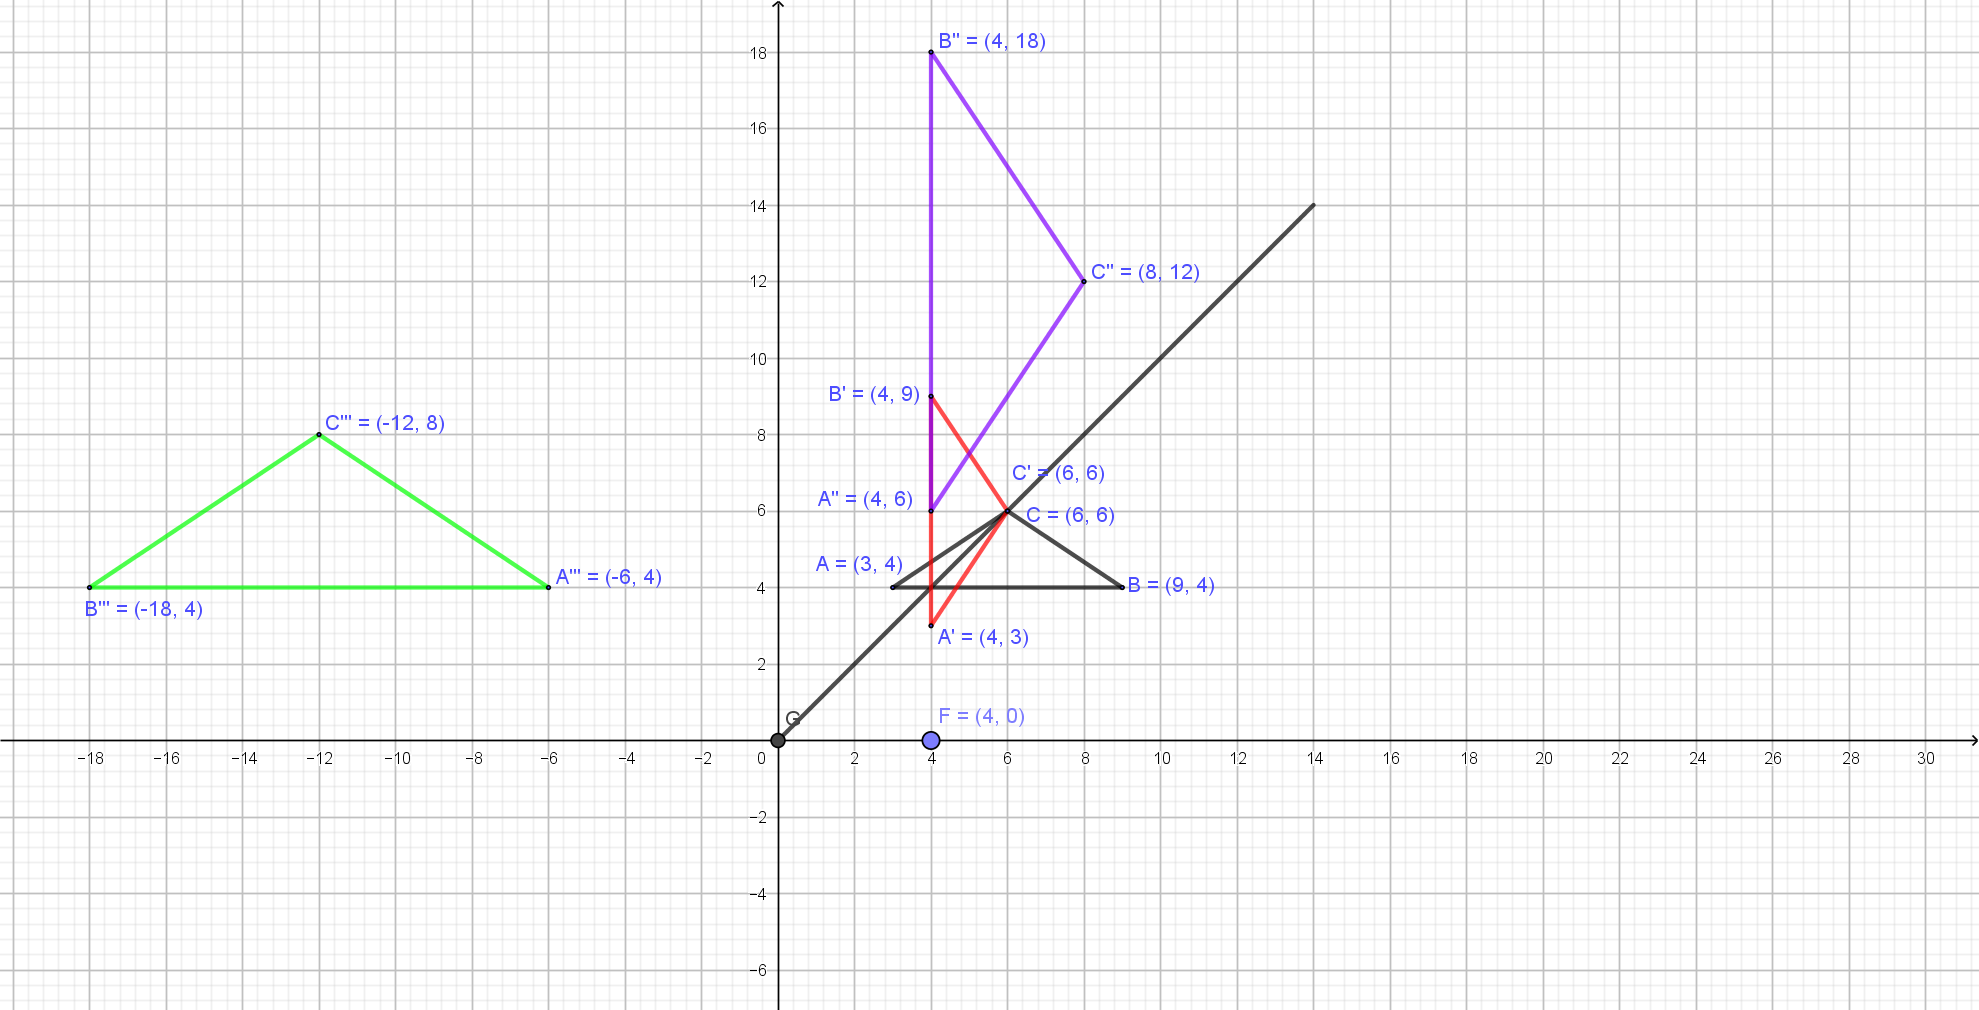 B'' = (4, 18)
18
16
14
C'' = (8, 12)
12
10
B' = (4, 9)
C''' = (-12, 8)
8
C' = (6, 6)
A'' = (4, 6)
6
C = (6, 6)
A = (3, 4)
A''' = (-6, 4)
4
B = (9, 4)
B''' = (-18, 4)
A' = (4, 3)
2
G
F = (4, 0)
−18 −16 −14 −12 −10 −8 −6 −4 −2 0 2 4 6 8 10 12 14 16 18 20 22 24 26 28 30
−2
−4
−6